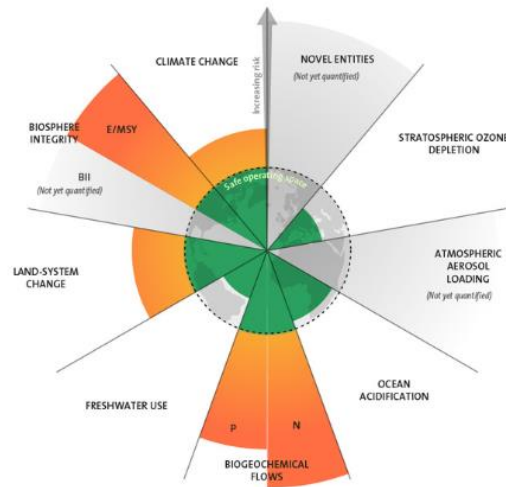 CLIMATE CHANGE
Increasing risk
NOVEL ENTITIES
(Not yet quantified)
STRATOSPHERIC OZONE
DEPLETION
ATMOSPHERIC
AEROSOL
LOADING
(Not yet quantified)
OCEAN
ACIDIFICATION
N
P
BIOGEOCHEMICAL
FLOWS
FRESHWATER USE
LAND-SYSTEM
CHANGE
BIOSPHERE
INTEGRITY
E/MSY
BII
(Not yet quantified)
Safe operating space